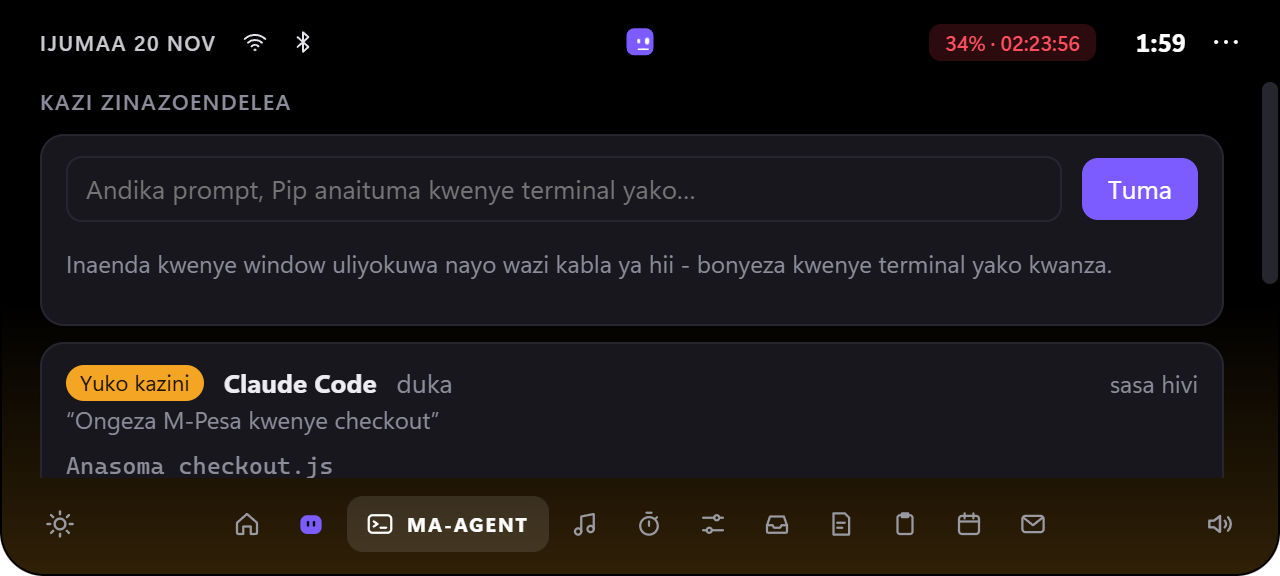 IJUMAA 20 NOV
34% · 02:23:56
1:59
KAZI ZINAZOENDELEA
Andika prompt, Pip anaituma kwenye terminal yako...
Tuma
Inaenda kwenye window uliyokuwa nayo wazi kabla ya hii - bonyeza kwenye terminal yako kwanza.
Yuko kazini Claude Code duka sasa hivi
“Ongeza M-Pesa kwenye checkout”
Anasoma checkout.js
MA-AGENT